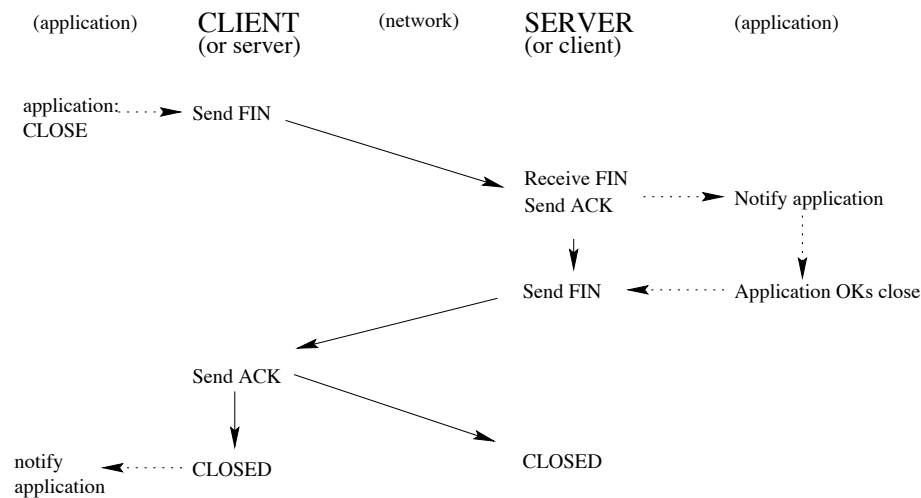 (application) CLIENT (network) SERVER (application)
(or server) (or client)
application: Send FIN
CLOSE
Receive FIN
Send ACK Notify application
Send FIN Application OKs close
Send ACK
notify CLOSED CLOSED
application